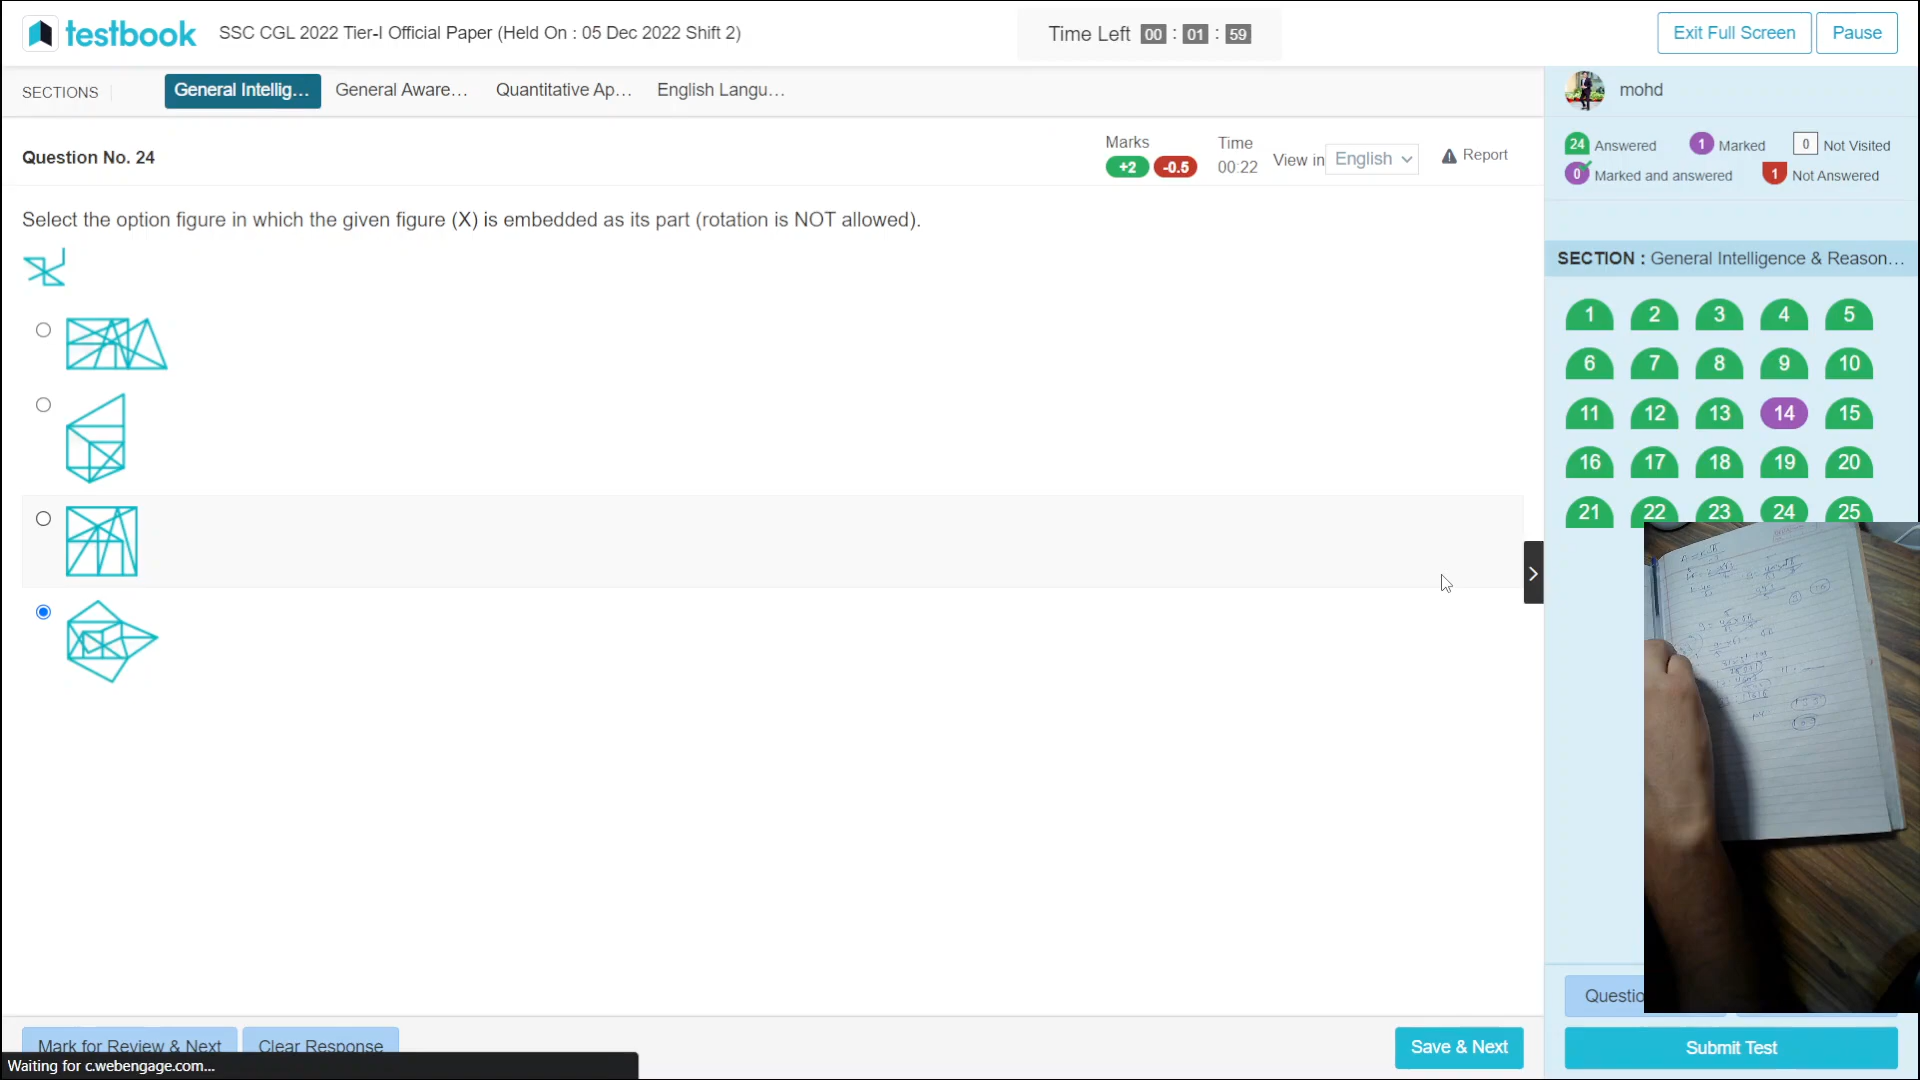 testbook SSC CGL 2022 Tier-I Official Paper (Held On : 05 Dec 2022 Shift 2)
Time Left 00 : 01 : 59
Exit Full Screen
Pause
SECTIONS
General Intellig...
General Aware...
Quantitative Ap...
English Langu...
mohd
24 Answered
1 Marked
0 Not Visited
0 Marked and answered
1 Not Answered
Question No. 24
Marks
+2 -0.5
Time
00:22
View in English
Report
Select the option figure in which the given figure (X) is embedded as its part (rotation is NOT allowed).
SECTION : General Intelligence & Reason...
1 2 3 4 5
6 7 8 9 10
11 12 13 14 15
16 17 18 19 20
21 22 23 24 25
Mark for Review & Next
Clear Response
Save & Next
Submit Test
Waiting for c.webengage.com...